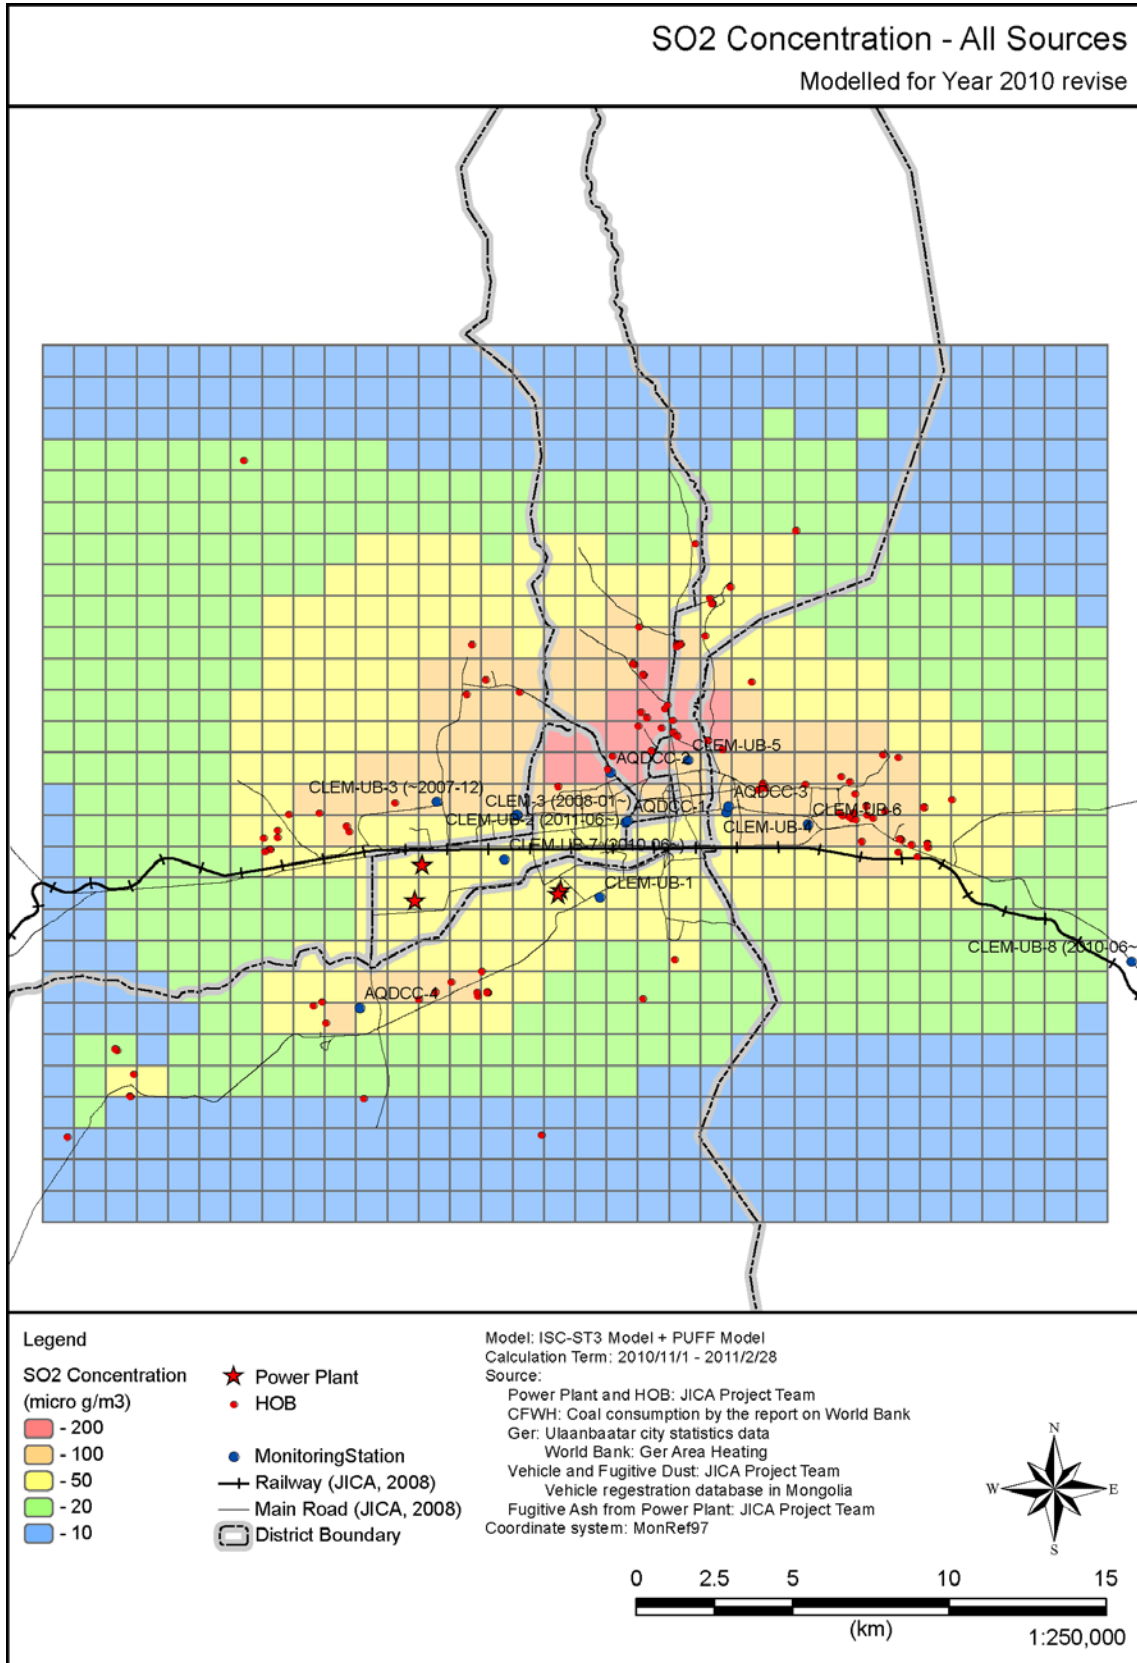 SO2 Concentration - All Sources
Modelled for Year 2010 revise
CLEM-UB-5
AQDCC-2
CLEM-UB-3 (~2007-12)
AQDCC-3
CLEM-3 (2008-01~)
AQDCC-1
CLEM-UB-6
CLEM-UB-2 (2011-06~)
CLEM-UB-4
CLEM-UB-7 (2010-06~)
CLEM-UB-1
CLEM-UB-8 (2010-06~
AQDCC-4
Legend
SO2 Concentration
(micro g/m3)
- 200
- 100
- 50
- 20
- 10
Power Plant
HOB
MonitoringStation
Railway (JICA, 2008)
Main Road (JICA, 2008)
District Boundary
Model: ISC-ST3 Model + PUFF Model
Calculation Term: 2010/11/1 - 2011/2/28
Source:
Power Plant and HOB: JICA Project Team
CFWH: Coal consumption by the report on World Bank
Ger: Ulaanbaatar city statistics data
World Bank: Ger Area Heating
Vehicle and Fugitive Dust: JICA Project Team
Vehicle regestration database in Mongolia
Fugitive Ash from Power Plant: JICA Project Team
Coordinate system: MonRef97
N
W E
S
0 2.5 5 10 15
(km)
1:250,000